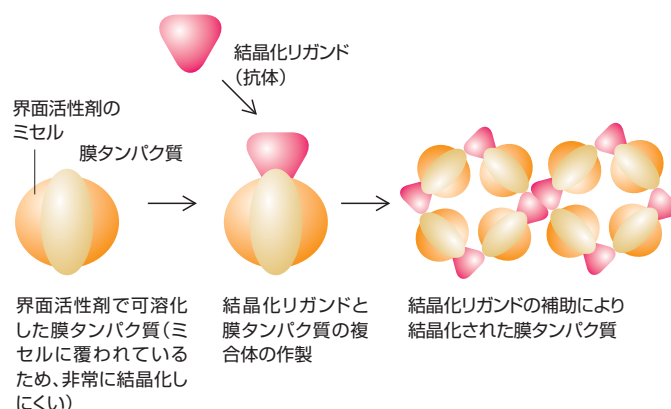 結晶化リガンド
(抗体)
界面活性剤の
ミセル
膜タンパク質
界面活性剤で可溶化
した膜タンパク質(ミ
セルに覆われている
ため、非常に結晶化し
にくい)
結晶化リガンドと
膜タンパク質の複
合体の作製
結晶化リガンドの補助により
結晶化された膜タンパク質